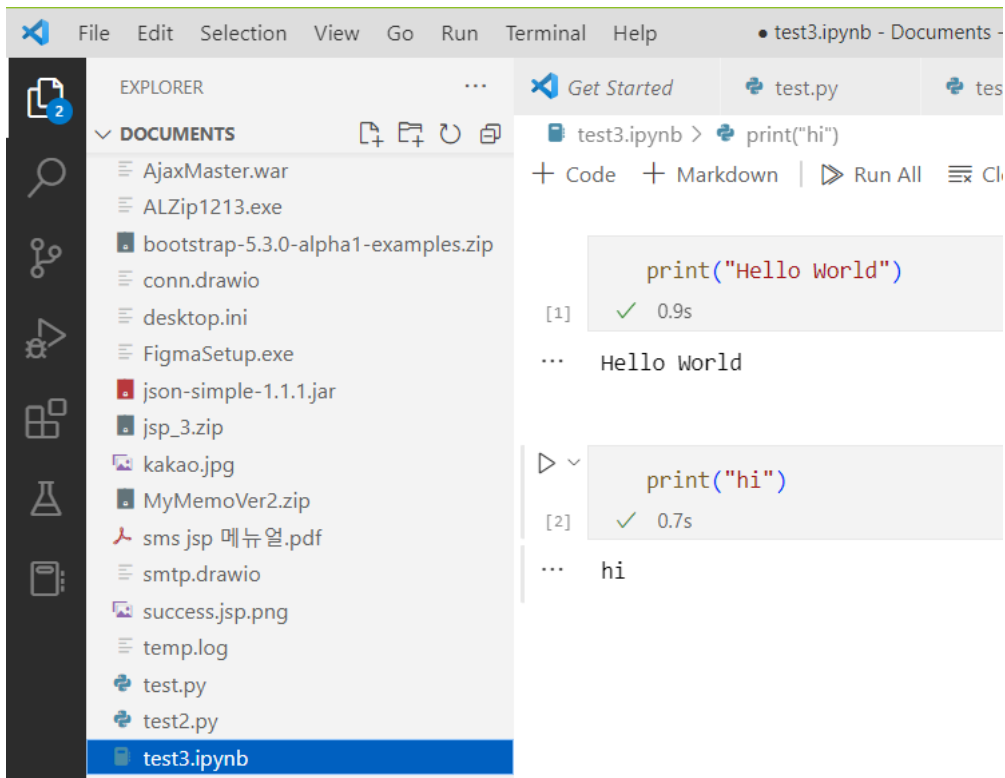 File Edit Selection View Go Run Terminal Help ● test3.ipynb - Documents -
EXPLORER ···
Get Started test.py tes
2
DOCUMENTS
test3.ipynb > print("hi")
+ Code + Markdown Run All Cl
AjaxMaster.war
ALZip1213.exe
bootstrap-5.3.0-alpha1-examples.zip
conn.drawio
desktop.ini
FigmaSetup.exe
json-simple-1.1.1.jar
jsp_3.zip
kakao.jpg
MyMemoVer2.zip
sms jsp 메뉴얼.pdf
smtp.drawio
success.jsp.png
temp.log
test.py
test2.py
test3.ipynb
print("Hello World")
[1] ✓ 0.9s
··· Hello World
print("hi")
[2] ✓ 0.7s
··· hi